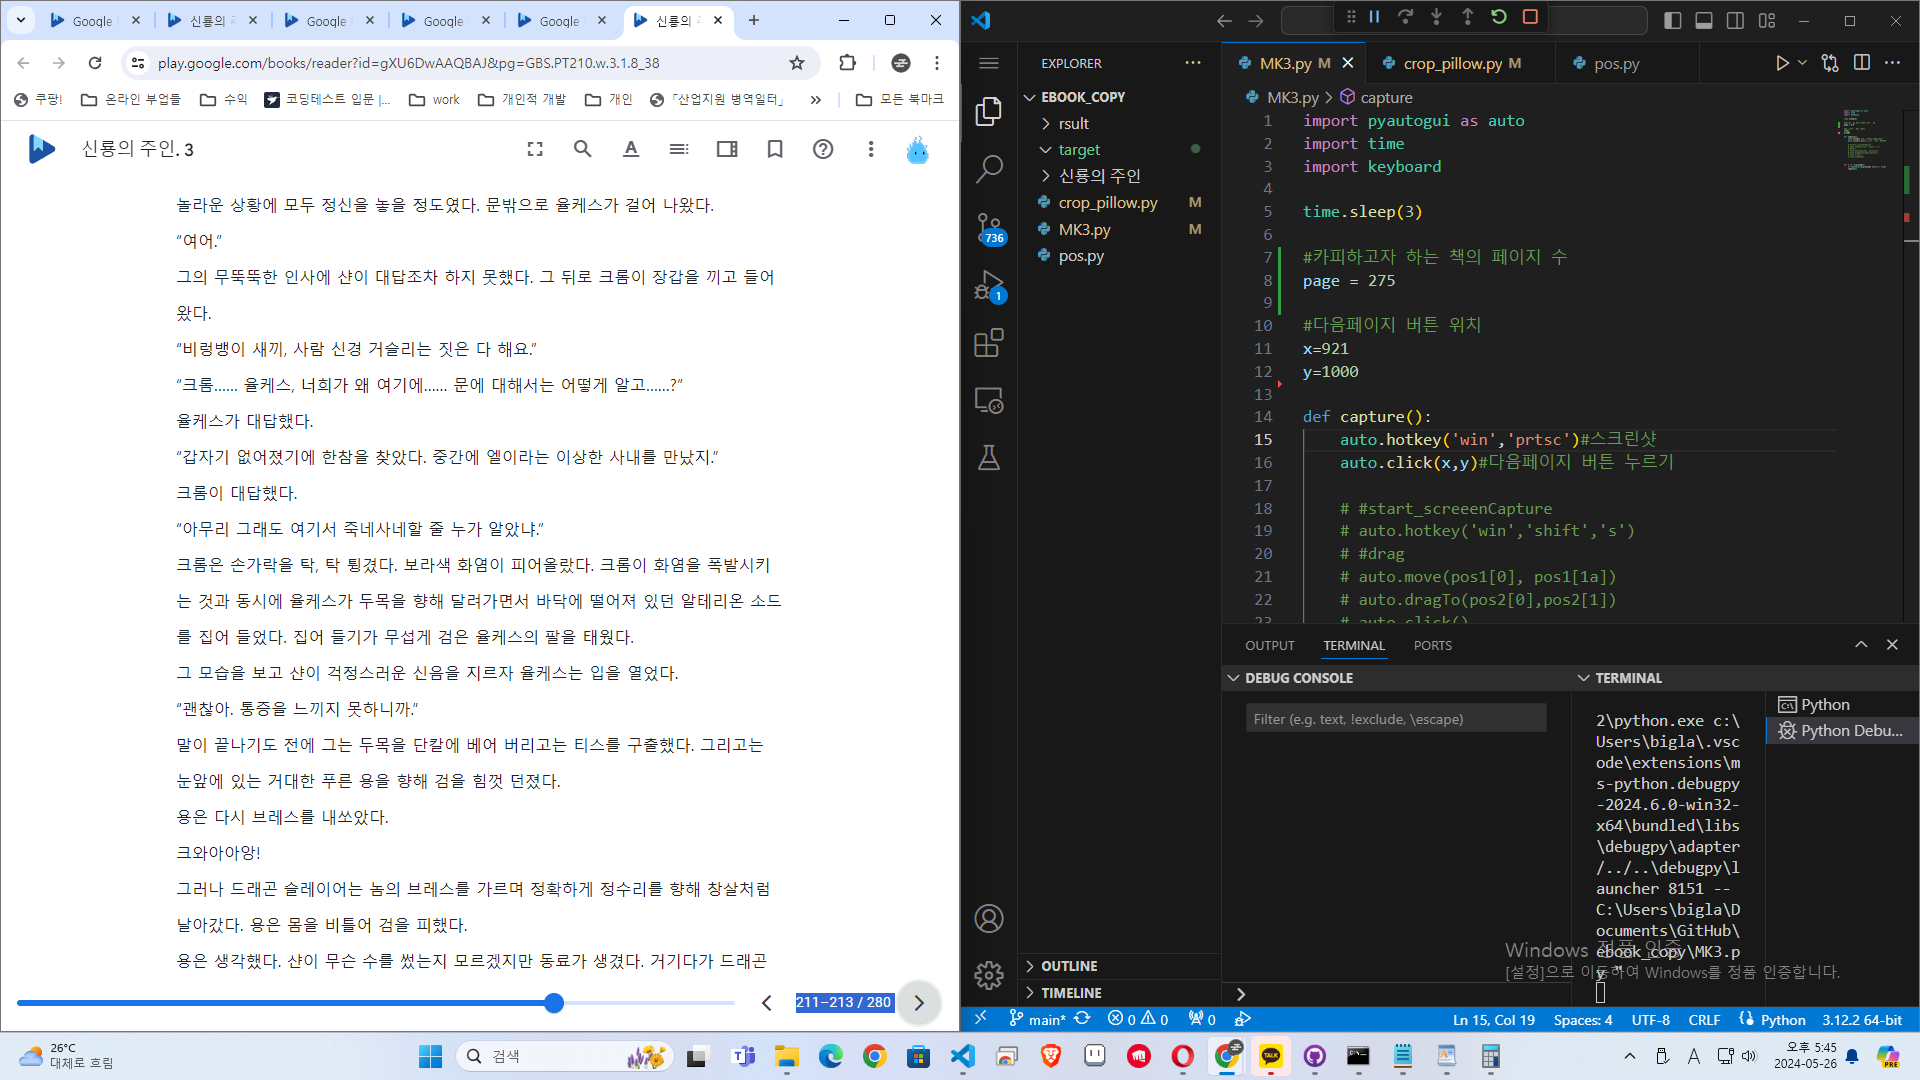 Google
신룡의 주
Google
Google
Google
신룡의 주
play.google.com/books/reader?id=gXU6DwAAQBAJ&pg=GBS.PT210.w.3.1.8_38
쿠팡!
온라인 부업들
수익
코딩테스트 입문 |...
work
개인적 개발
개인
「산업지원 병역일터」
»
모든 북마크
신룡의 주인. 3
놀라운 상황에 모두 정신을 놓을 정도였다. 문밖으로 율케스가 걸어 나왔다.
“여어.”
그의 무뚝뚝한 인사에 샨이 대답조차 하지 못했다. 그 뒤로 크롬이 장갑을 끼고 들어
왔다.
“비렁뱅이 새끼, 사람 신경 거슬리는 짓은 다 해요.”
“크롬...... 율케스, 너희가 왜 여기에...... 문에 대해서는 어떻게 알고......?”
율케스가 대답했다.
“갑자기 없어졌기에 한참을 찾았다. 중간에 엘이라는 이상한 사내를 만났지.”
크롬이 대답했다.
“아무리 그래도 여기서 죽네사네할 줄 누가 알았냐.”
크롬은 손가락을 탁, 탁 튕겼다. 보라색 화염이 피어올랐다. 크롬이 화염을 폭발시키
는 것과 동시에 율케스가 두목을 향해 달려가면서 바닥에 떨어져 있던 알테리온 소드
를 집어 들었다. 집어 들기가 무섭게 검은 율케스의 팔을 태웠다.
그 모습을 보고 샨이 걱정스러운 신음을 지르자 율케스는 입을 열었다.
“괜찮아. 통증을 느끼지 못하니까.”
말이 끝나기도 전에 그는 두목을 단칼에 베어 버리고는 티스를 구출했다. 그리고는
눈앞에 있는 거대한 푸른 용을 향해 검을 힘껏 던졌다.
용은 다시 브레스를 내쏘았다.
크와아아앙!
그러나 드래곤 슬레이어는 놈의 브레스를 가르며 정확하게 정수리를 향해 창살처럼
날아갔다. 용은 몸을 비틀어 검을 피했다.
용은 생각했다. 샨이 무슨 수를 썼는지 모르겠지만 동료가 생겼다. 거기다가 드래곤
211–213 / 280
EXPLORER
EBOOK_COPY
rsult
target
신룡의 주인
crop_pillow.py M
MK3.py M
pos.py
736
1
OUTLINE
TIMELINE
MK3.py M
crop_pillow.py M
pos.py
MK3.py > capture
1 import pyautogui as auto
2 import time
3 import keyboard
4
5 time.sleep(3)
6
7 #카피하고자 하는 책의 페이지 수
8 page = 275
9
10 #다음페이지 버튼 위치
11 x=921
12 y=1000
13
14 def capture():
15 auto.hotkey('win','prtsc')#스크린샷
16 auto.click(x,y)#다음페이지 버튼 누르기
17
18 # #start_screeenCapture
19 # auto.hotkey('win','shift','s')
20 # #drag
21 # auto.move(pos1[0], pos1[1a])
22 # auto.dragTo(pos2[0],pos2[1])
23 # auto.click()
OUTPUT
TERMINAL
PORTS
DEBUG CONSOLE
Filter (e.g. text, !exclude, \escape)
TERMINAL
2\python.exe c:\
Users\bigla\.vsc
ode\extensions\m
s-python.debugpy
-2024.6.0-win32-
x64\bundled\libs
\debugpy\adapter
/../..\debugpy\l
auncher 8151 --
C:\Users\bigla\D
ocuments\GitHub\
ebook_copy\MK3.p
y "
Python
Python Debu...
Windows 정품 인증
[설정]으로 이동하여 Windows를 정품 인증합니다.
main*
0 0
0
Ln 15, Col 19
Spaces: 4
UTF-8
CRLF
Python
3.12.2 64-bit
26°C
대체로 흐림
검색
TALK
A
오후 5:45
2024-05-26
PRE